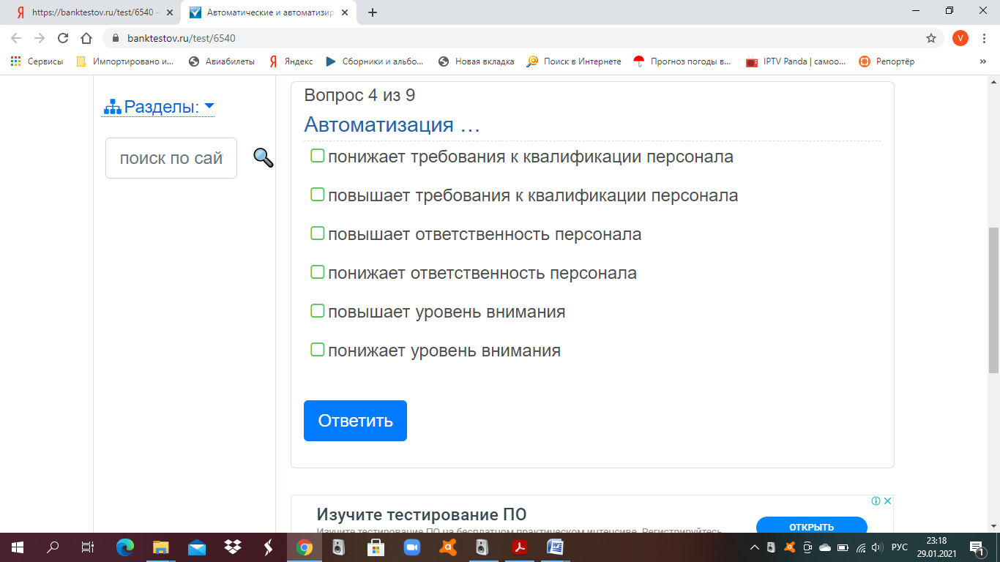 https://banktestov.ru/test/6540 -
Автоматические и автоматизир
banktestov.ru/test/6540
V
Сервисы
Импортировано и...
Авиабилеты
Яндекс
Сборники и альбо...
Новая вкладка
Поиск в Интернете
Прогноз погоды в...
IPTV Panda | самоо...
Репортёр
»
Разделы:
поиск по сай
Вопрос 4 из 9
Автоматизация …
понижает требования к квалификации персонала
повышает требования к квалификации персонала
повышает ответственность персонала
понижает ответственность персонала
повышает уровень внимания
понижает уровень внимания
Ответить
Изучите тестирование ПО
Изучите тестирование ПО на бесплатном практическом интенсиве. Регистрируйтесь
ОТКРЫТЬ
РУС
23:18
29.01.2021
1